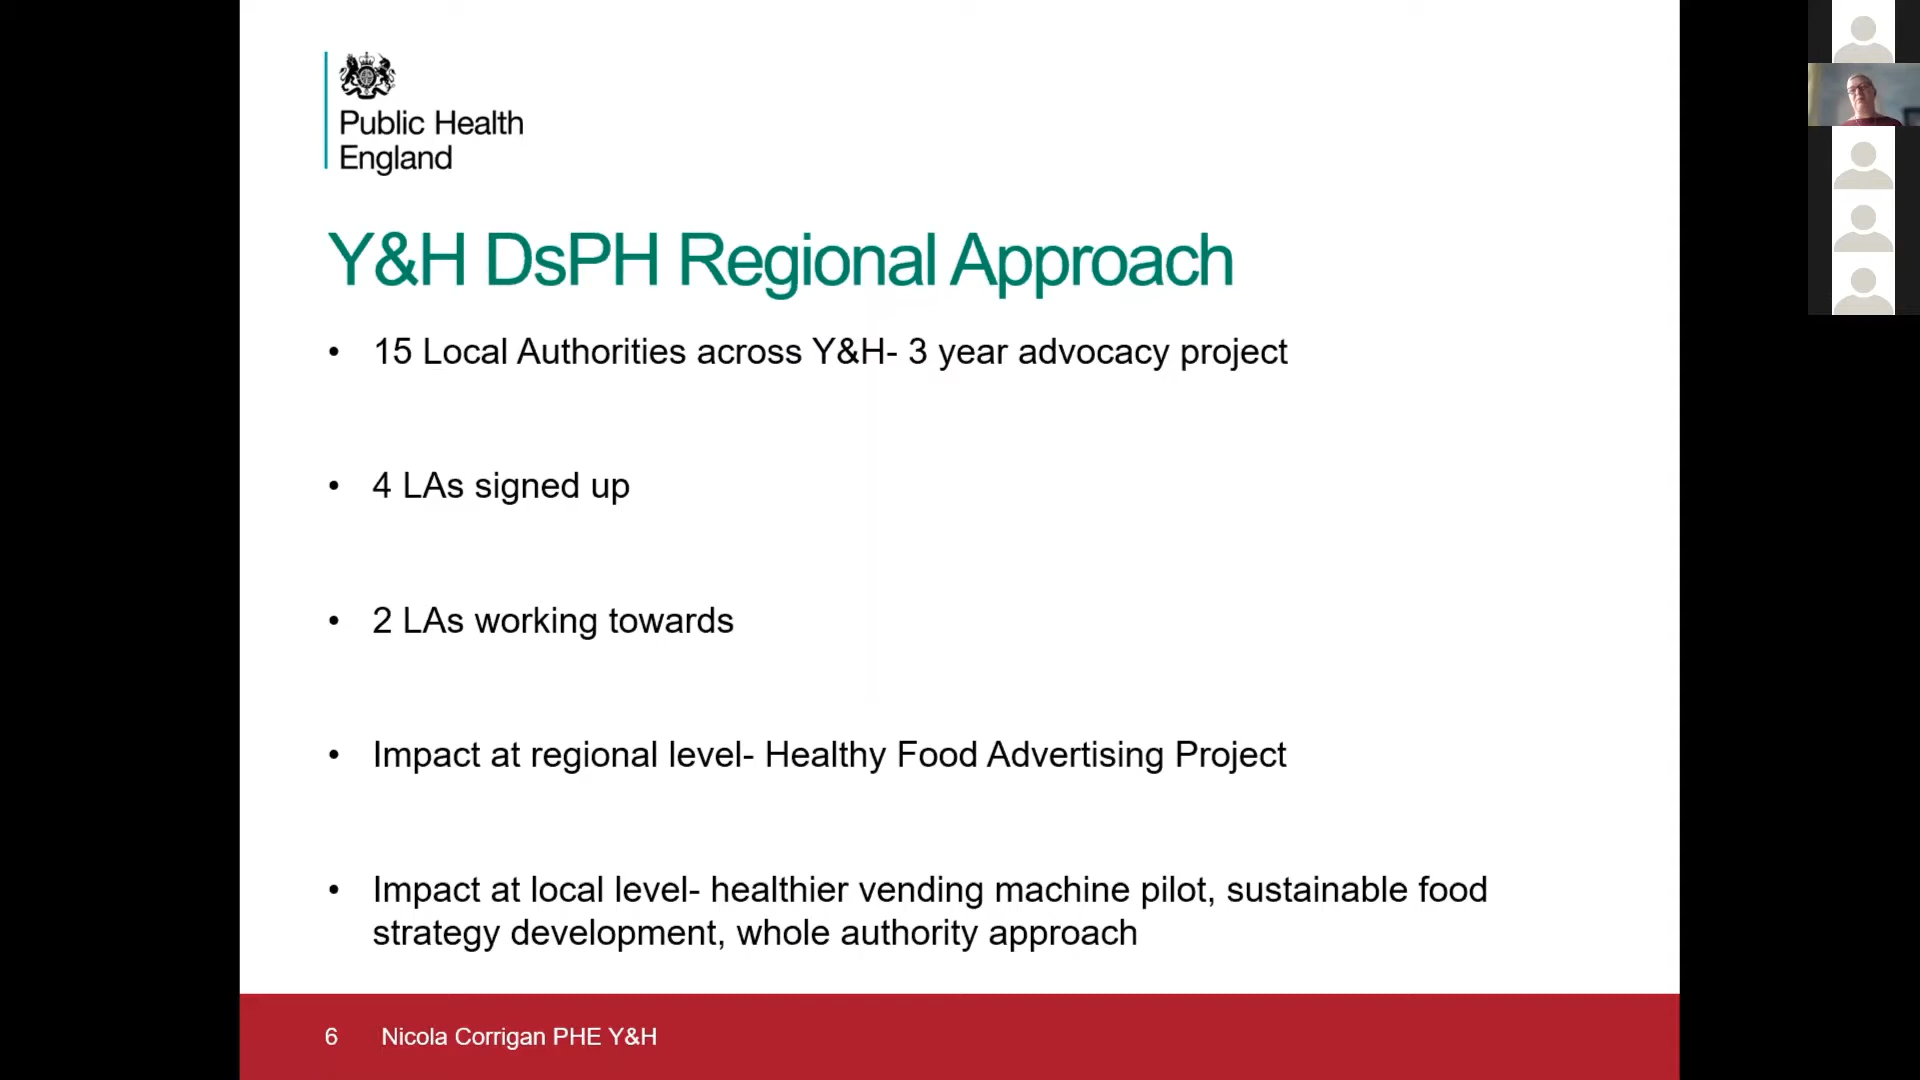 Public Health
England
Y&H DsPH Regional Approach
• 15 Local Authorities across Y&H- 3 year advocacy project
• 4 LAs signed up
• 2 LAs working towards
• Impact at regional level- Healthy Food Advertising Project
• Impact at local level- healthier vending machine pilot, sustainable food
strategy development, whole authority approach
6 Nicola Corrigan PHE Y&H